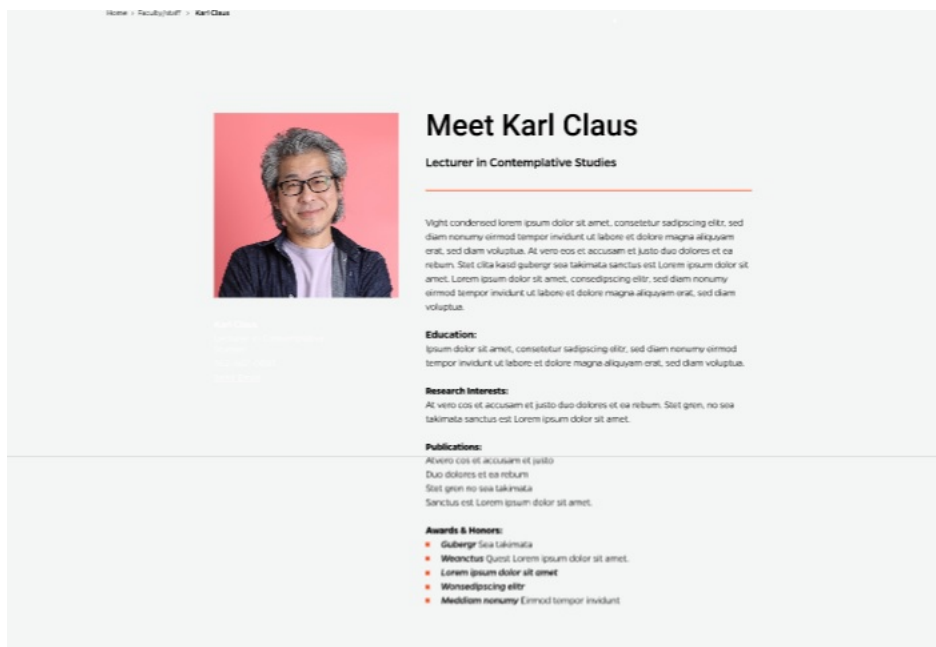 Home > Faculty/staff > Karl Claus
Meet Karl Claus
Lecturer in Contemplative Studies
Vight condensed lorem ipsum dolor sit amet, consetetur sadipscing elitr, sed
diam nonumy eirmod tempor invidunt ut labore et dolore magna aliquyam
erat, sed diam voluptua. At vero eos et accusam et justo duo dolores et ea
rebum. Stet clita kasd gubergr sea takimata sanctus est Lorem ipsum dolor sit
amet. Lorem ipsum dolor sit amet, consedipscing elitr, sed diam nonumy
eirmod tempor invidunt ut labore et dolore magna aliquyam erat, sed diam
voluptua.
Karl Claus
Education:
Ipsum dolor sit amet, consetetur sadipscing elitr, sed diam nonumy eirmod
tempor invidunt ut labore et dolore magna aliquyam erat, sed diam voluptua.
Research Interests:
At vero cos et accusam et justo duo dolores et ea rebum. Stet gren, no sea
takimata sanctus est Lorem ipsum dolor sit amet.
Publications:
Atvero cos et accusam et justo
Duo dolores et ea rebum
Stet gren no sea takimata
Sanctus est Lorem ipsum dolor sit amet.
Awards & Honors:
Gubergr Sea takimata
Weanctus Quest Lorem ipsum dolor sit amet.
Lorem ipsum dolor sit amet
Wonsedipscing elitr
Meddiam nonumy Eirmod tempor invidunt